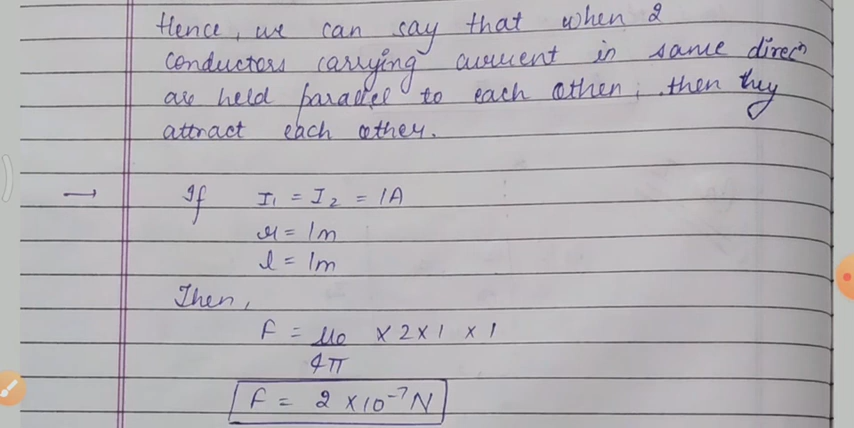 Hence, we can say that when 2
conductors carrying current in same direcn
are held parallel to each other, then they
attract each other.
→ If I₁ = I₂ = 1A
r = 1m
l = 1m
Then,
F = μ₀/4π × 2 × 1 × 1
F = 2 × 10⁻⁷ N